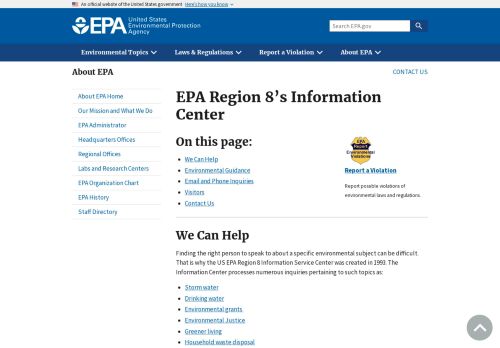 An official website of the United States government Here's how you know
EPA United States
Environmental Protection
Agency
Search EPA.gov
Environmental Topics Laws & Regulations Report a Violation About EPA
About EPA
CONTACT US
About EPA Home
Our Mission and What We Do
EPA Administrator
Headquarters Offices
Regional Offices
Labs and Research Centers
EPA Organization Chart
EPA History
Staff Directory
EPA Region 8’s Information
Center
On this page:
We Can Help
Environmental Guidance
Email and Phone Inquiries
Visitors
Contact Us
EPA
Report
Environmental
Violations
Report a Violation
Report possible violations of
environmental laws and regulations.
We Can Help
Finding the right person to speak to about a specific environmental subject can be difficult.
That is why the US EPA Region 8 Information Service Center was created in 1993. The
Information Center processes numerous inquiries pertaining to such topics as:
Storm water
Drinking water
Environmental grants
Environmental Justice
Greener living
Household waste disposal